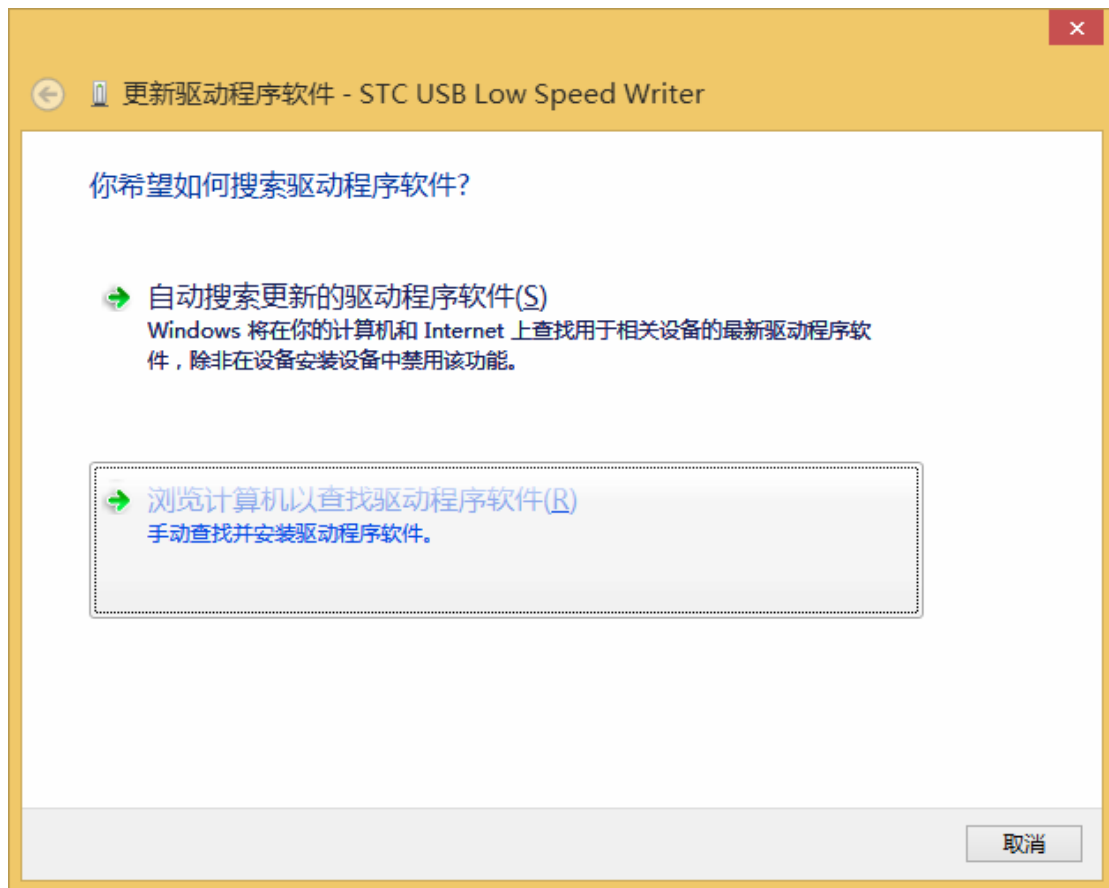 更新驱动程序软件 - STC USB Low Speed Writer
你希望如何搜索驱动程序软件?
自动搜索更新的驱动程序软件(S)
Windows 将在你的计算机和 Internet 上查找用于相关设备的最新驱动程序软
件，除非在设备安装设备中禁用该功能。
浏览计算机以查找驱动程序软件(R)
手动查找并安装驱动程序软件。
取消